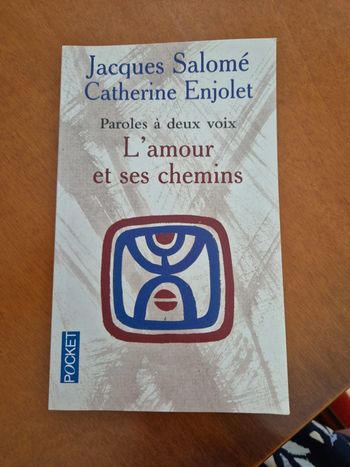 Jacques Salomé
Catherine Enjolet
Paroles à deux voix
L'amour
et ses chemins
POCKET